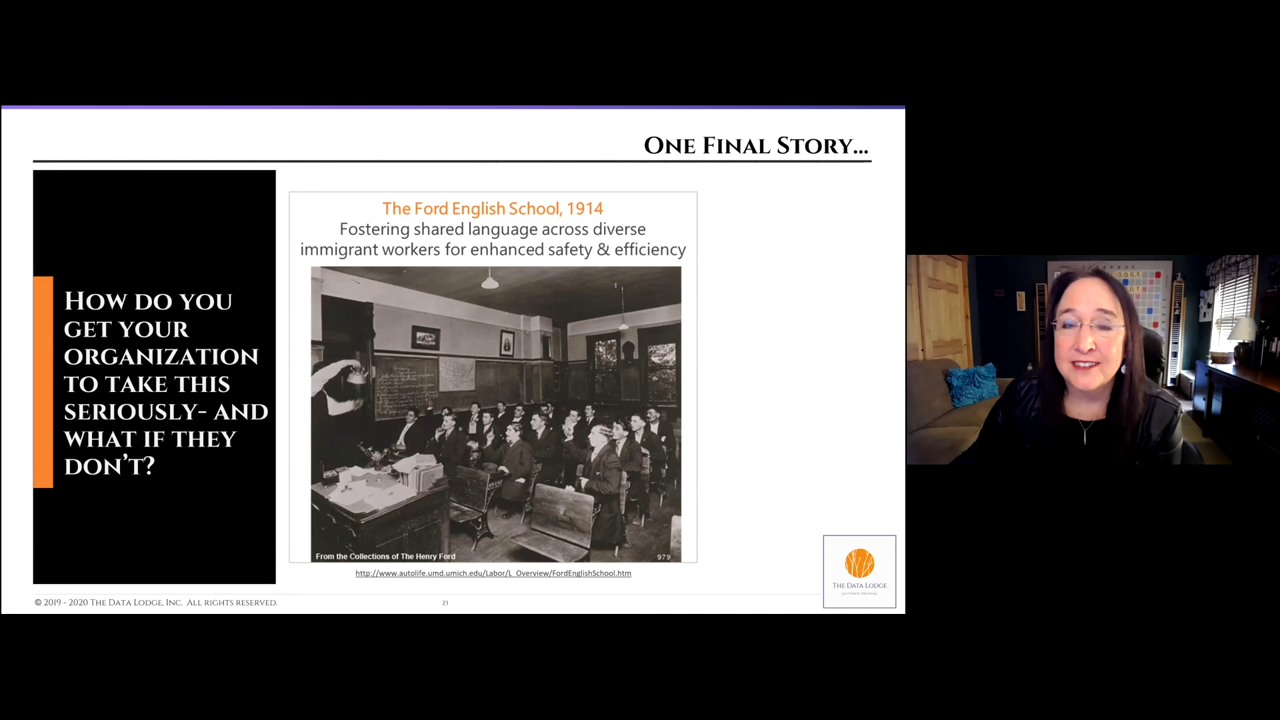 One Final Story...
How do you
get your
organization
to take this
seriously- and
what if they
don't?
The Ford English School, 1914
Fostering shared language across diverse
immigrant workers for enhanced safety & efficiency
From the Collections of The Henry Ford
979
http://www.autolife.umd.umich.edu/Labor/L_Overview/FordEnglishSchool.htm
The Data Lodge
© 2019 - 2020 The Data Lodge, Inc. All rights reserved.
23